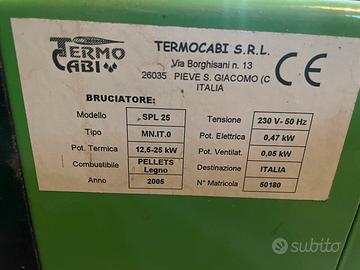 TERMO
CABI
TERMOCABI S.R.L.
Via Borghisani n. 13
26035 PIEVE S. GIACOMO (C
ITALIA
CE
BRUCIATORE:
Modello SPL 25
Tipo MN.IT.0
Pot. Termica 12,5-25 kW
Combustibile PELLETS Legno
Anno 2005
Tensione 230 V- 50 Hz
Pot. Elettrica 0,47 kW
Pot. Ventilat. 0,05 kW
Destinazione ITALIA
N° Matricola 50180
subito